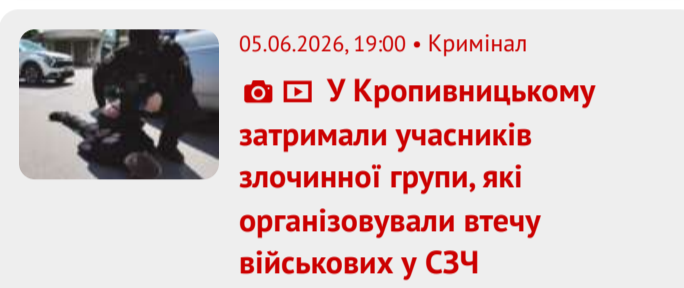 05.06.2026, 19:00 • Кримінал
У Кропивницькому
затримали учасників
злочинної групи, які
організовували втечу
військових у СЗЧ